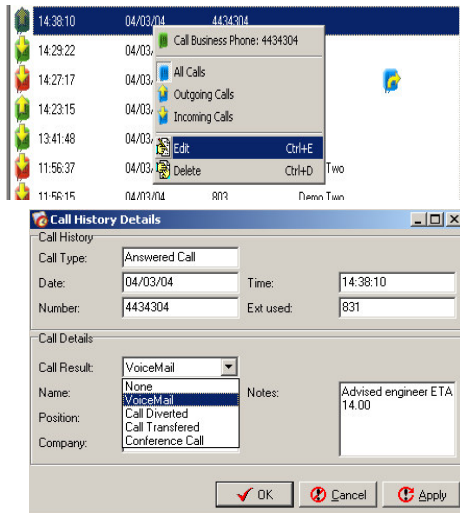 14:38:10 04/03/04 4434304
Call Business Phone: 4434304
14:29:22 04/03/
14:27:17 04/03/
All Calls
Outgoing Calls
14:23:15 04/03/
Incoming Calls
13:41:48 04/03/
Edit Ctrl+E
11:56:37 04/03/ Two
Delete Ctrl+D
11:56:15 04/03/04 803 Demo Two
Call History Details
Call History
Call Type: Answered Call
Date: 04/03/04 Time: 14:38:10
Number: 4434304 Ext used: 831
Call Details
Call Result: VoiceMail
Name: Notes: Advised engineer ETA
14.00
None
VoiceMail
Call Diverted
Position:
Call Transfered
Conference Call
Company:
OK Cancel Apply